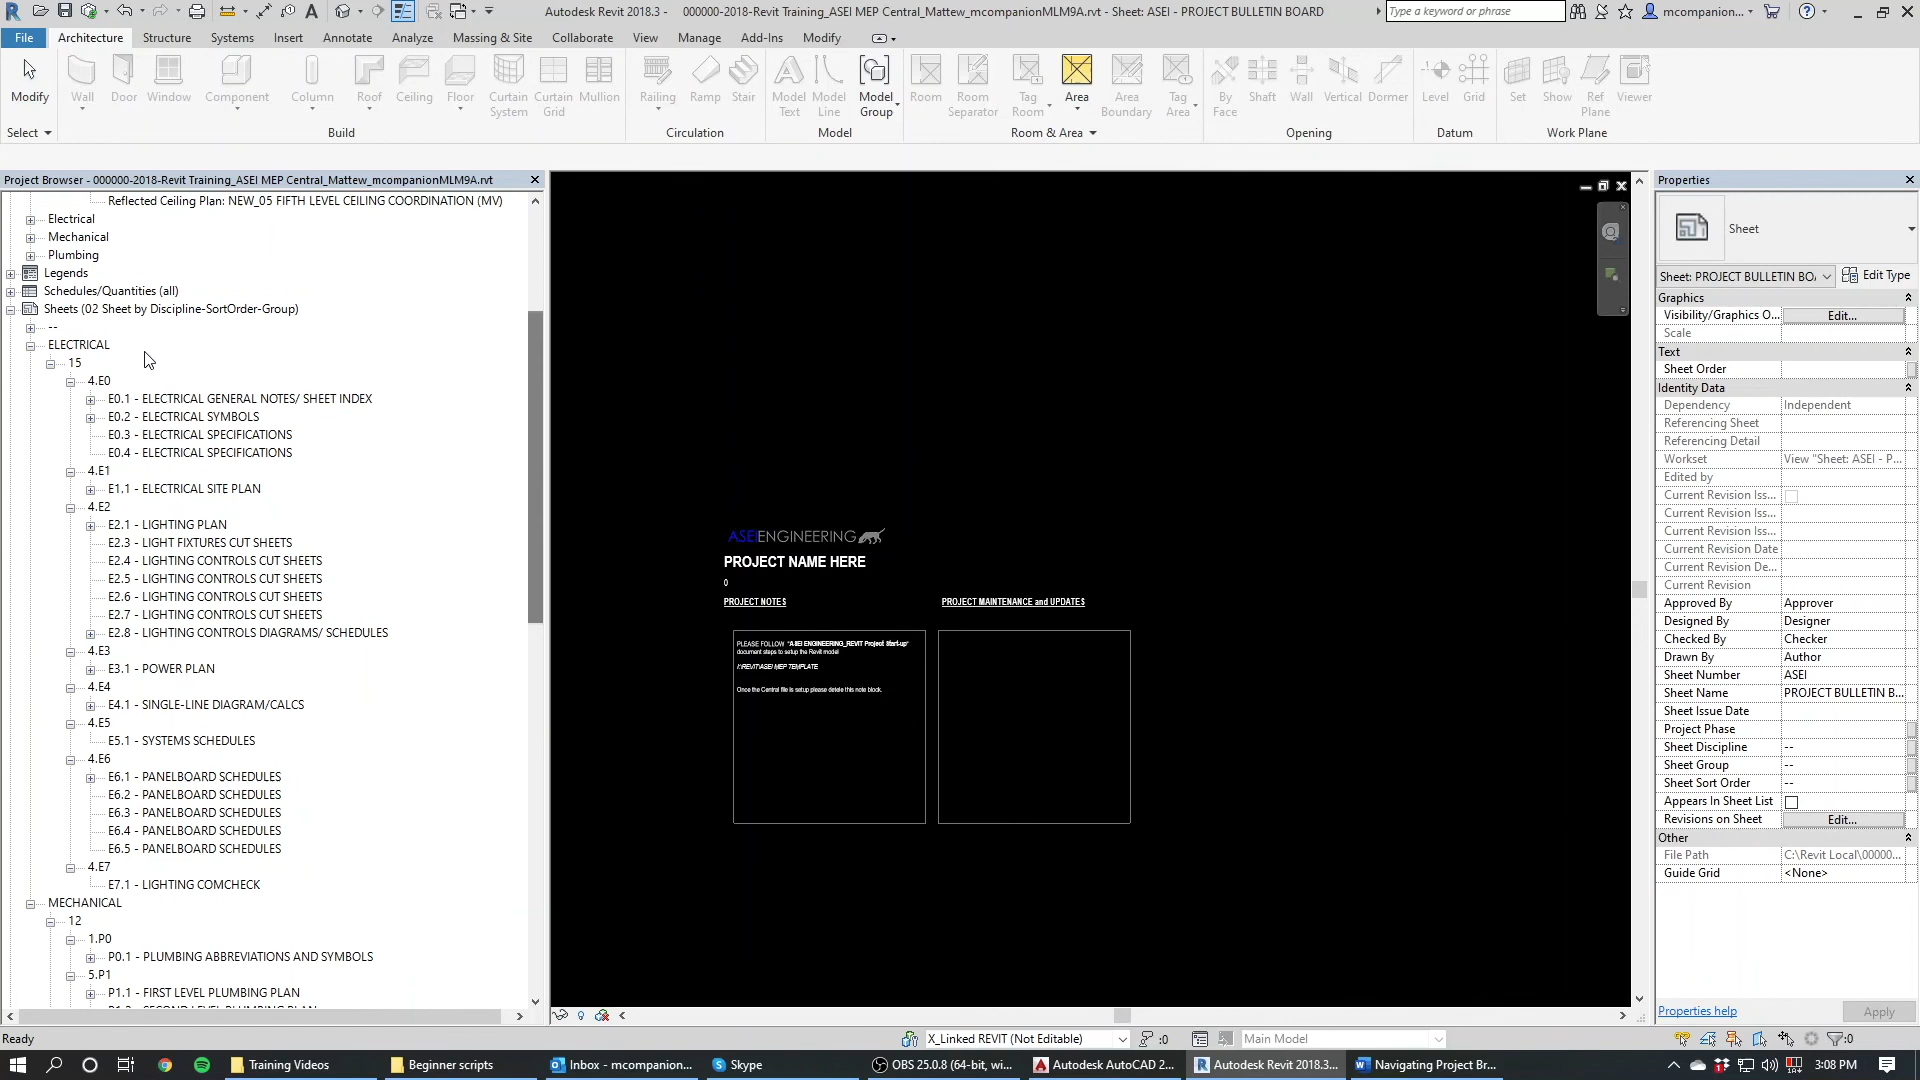 Autodesk Revit 2018.3 - 000000-2018-Revit Training_ASEI MEP Central_Mattew_mcompanionMLM9A.rvt - Sheet: ASEI - PROJECT BULLETIN BOARD
Type a keyword or phrase
mcompanion...
File Architecture Structure Systems Insert Annotate Analyze Massing & Site Collaborate View Manage Add-Ins Modify
Modify Wall Door Window Component Column Roof Ceiling Floor Curtain System Curtain Grid Mullion Railing Ramp Stair Model Text Model Line Model Group Room Room Separator Tag Room Area Area Boundary Tag Area By Face Shaft Wall Vertical Dormer Level Grid Set Show Ref Plane Viewer
Select Build Circulation Model Room & Area Opening Datum Work Plane
Project Browser - 000000-2018-Revit Training_ASEI MEP Central_Mattew_mcompanionMLM9A.rvt
Reflected Ceiling Plan: NEW_05 FIFTH LEVEL CEILING COORDINATION (MV)
Electrical
Mechanical
Plumbing
Legends
Schedules/Quantities (all)
Sheets (02 Sheet by Discipline-SortOrder-Group)
--
ELECTRICAL
15
4.E0
E0.1 - ELECTRICAL GENERAL NOTES/ SHEET INDEX
E0.2 - ELECTRICAL SYMBOLS
E0.3 - ELECTRICAL SPECIFICATIONS
E0.4 - ELECTRICAL SPECIFICATIONS
4.E1
E1.1 - ELECTRICAL SITE PLAN
4.E2
E2.1 - LIGHTING PLAN
E2.3 - LIGHT FIXTURES CUT SHEETS
E2.4 - LIGHTING CONTROLS CUT SHEETS
E2.5 - LIGHTING CONTROLS CUT SHEETS
E2.6 - LIGHTING CONTROLS CUT SHEETS
E2.7 - LIGHTING CONTROLS CUT SHEETS
E2.8 - LIGHTING CONTROLS DIAGRAMS/ SCHEDULES
4.E3
E3.1 - POWER PLAN
4.E4
E4.1 - SINGLE-LINE DIAGRAM/CALCS
4.E5
E5.1 - SYSTEMS SCHEDULES
4.E6
E6.1 - PANELBOARD SCHEDULES
E6.2 - PANELBOARD SCHEDULES
E6.3 - PANELBOARD SCHEDULES
E6.4 - PANELBOARD SCHEDULES
E6.5 - PANELBOARD SCHEDULES
4.E7
E7.1 - LIGHTING COMCHECK
MECHANICAL
12
1.P0
P0.1 - PLUMBING ABBREVIATIONS AND SYMBOLS
5.P1
P1.1 - FIRST LEVEL PLUMBING PLAN
ASEIENGINEERING
PROJECT NAME HERE
0
PROJECT NOTES
PROJECT MAINTENANCE and UPDATES
PLEASE FOLLOW "ASEI ENGINEERING_REVIT Project Start-up"
document steps to setup the Revit model
I:\REVIT\ASEI MEP TEMPLATE
Once the Central file is setup please delete this note block.
Properties
Sheet
Sheet: PROJECT BULLETIN BOA
Edit Type
Graphics
Visibility/Graphics O... Edit...
Scale
Text
Sheet Order
Identity Data
Dependency Independent
Referencing Sheet
Referencing Detail
Workset View "Sheet: ASEI - P...
Edited by
Current Revision Iss...
Current Revision Iss...
Current Revision Iss...
Current Revision Date
Current Revision De...
Current Revision
Approved By Approver
Designed By Designer
Checked By Checker
Drawn By Author
Sheet Number ASEI
Sheet Name PROJECT BULLETIN B...
Sheet Issue Date
Project Phase
Sheet Discipline --
Sheet Group --
Sheet Sort Order --
Appears In Sheet List
Revisions on Sheet Edit...
Other
File Path C:\Revit Local\00000...
Guide Grid <None>
Properties help
Apply
Ready
X_Linked REVIT (Not Editable)
:0
Main Model
:0
Training Videos
Beginner scripts
Inbox - mcompanion...
Skype
OBS 25.0.8 (64-bit, wi...
Autodesk AutoCAD 2...
Autodesk Revit 2018.3...
Navigating Project Br...
3:08 PM